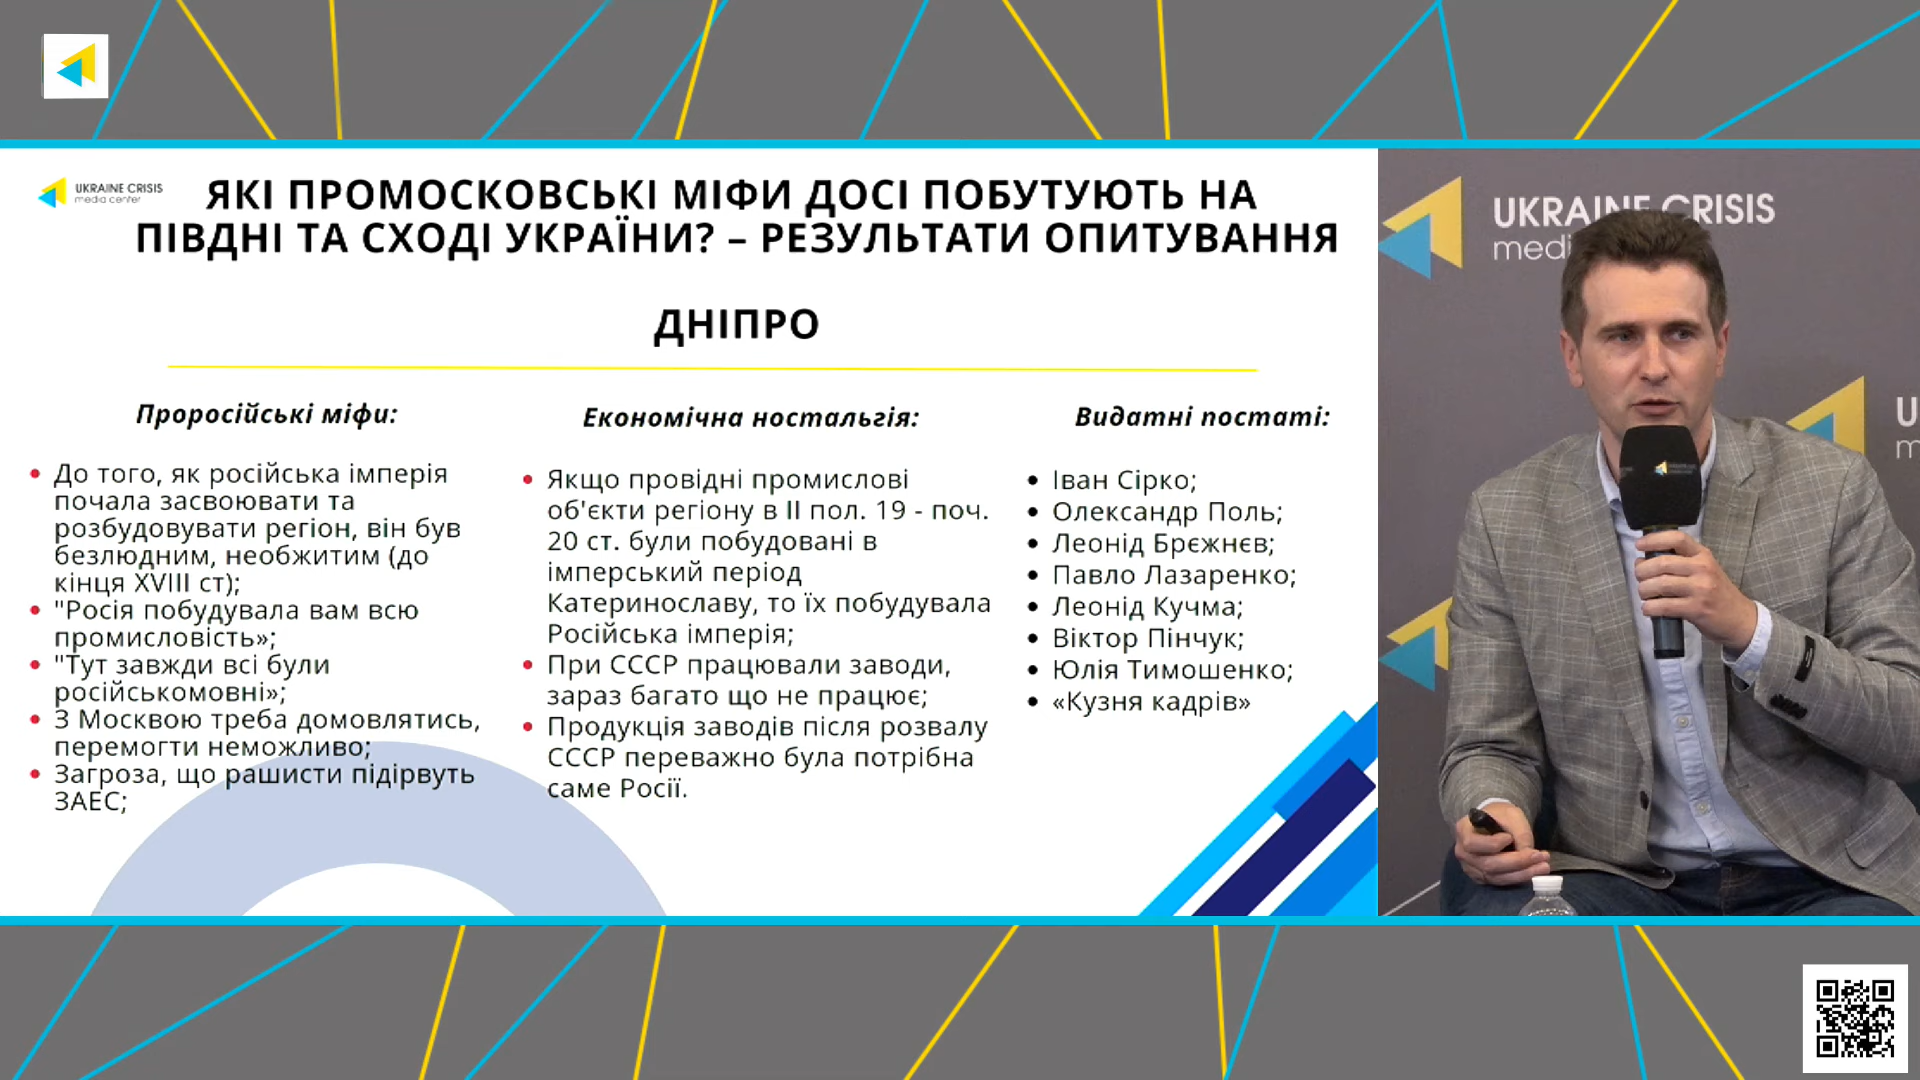 UKRAINE CRISIS
media center
ЯКІ ПРОМОСКОВСЬКІ МІФИ ДОСІ ПОБУТУЮТЬ НА
ПІВДНІ ТА СХОДІ УКРАЇНИ? – РЕЗУЛЬТАТИ ОПИТУВАННЯ
ДНІПРО
Проросійські міфи:
До того, як російська імперія
почала засвоювати та
розбудовувати регіон, він був
безлюдним, необжитим (до
кінця XVIII ст);
"Росія побудувала вам всю
промисловість»;
"Тут завжди всі були
російськомовні»;
З Москвою треба домовлятись,
перемогти неможливо;
Загроза, що рашисти підірвуть
ЗАЕС;
Економічна ностальгія:
Якщо провідні промислові
об'єкти регіону в ІІ пол. 19 - поч.
20 ст. були побудовані в
імперський період
Катеринославу, то їх побудувала
Російська імперія;
При СССР працювали заводи,
зараз багато що не працює;
Продукція заводів після розвалу
СССР переважно була потрібна
саме Росії.
Видатні постаті:
Іван Сірко;
Олександр Поль;
Леонід Брєжнєв;
Павло Лазаренко;
Леонід Кучма;
Віктор Пінчук;
Юлія Тимошенко;
«Кузня кадрів»
UKRAINE CRISIS
medi
U
m